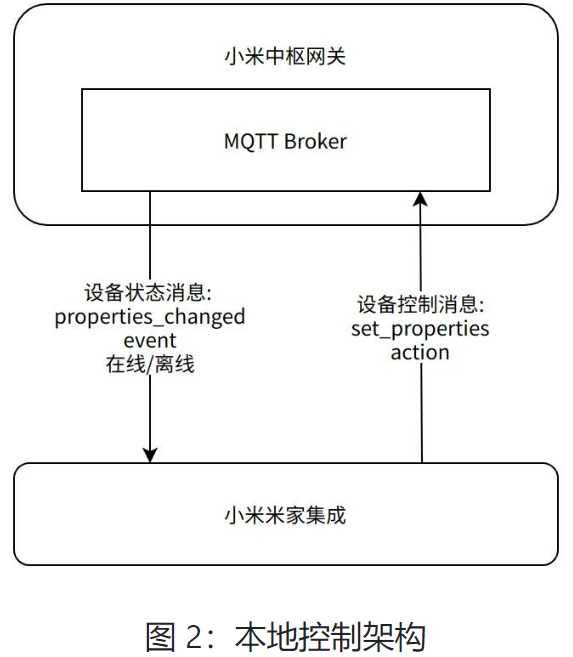 小米中枢网关
MQTT Broker
设备状态消息:
properties_changed
event
在线/离线
设备控制消息:
set_properties
action
小米米家集成
图 2：本地控制架构